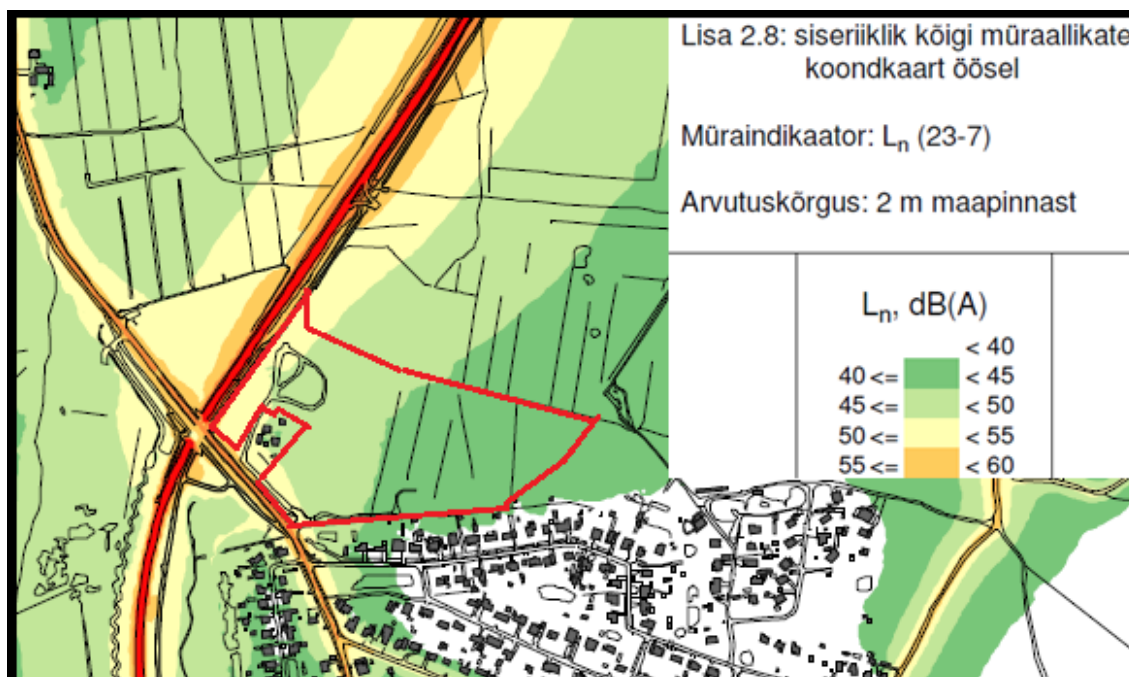 Lisa 2.8: siseriiklik kõigi müraallikate
koondkaart öösel
Müraindikaator: Ln (23-7)
Arvutuskõrgus: 2 m maapinnast
Ln, dB(A)
< 40
40 <= < 45
45 <= < 50
50 <= < 55
55 <= < 60